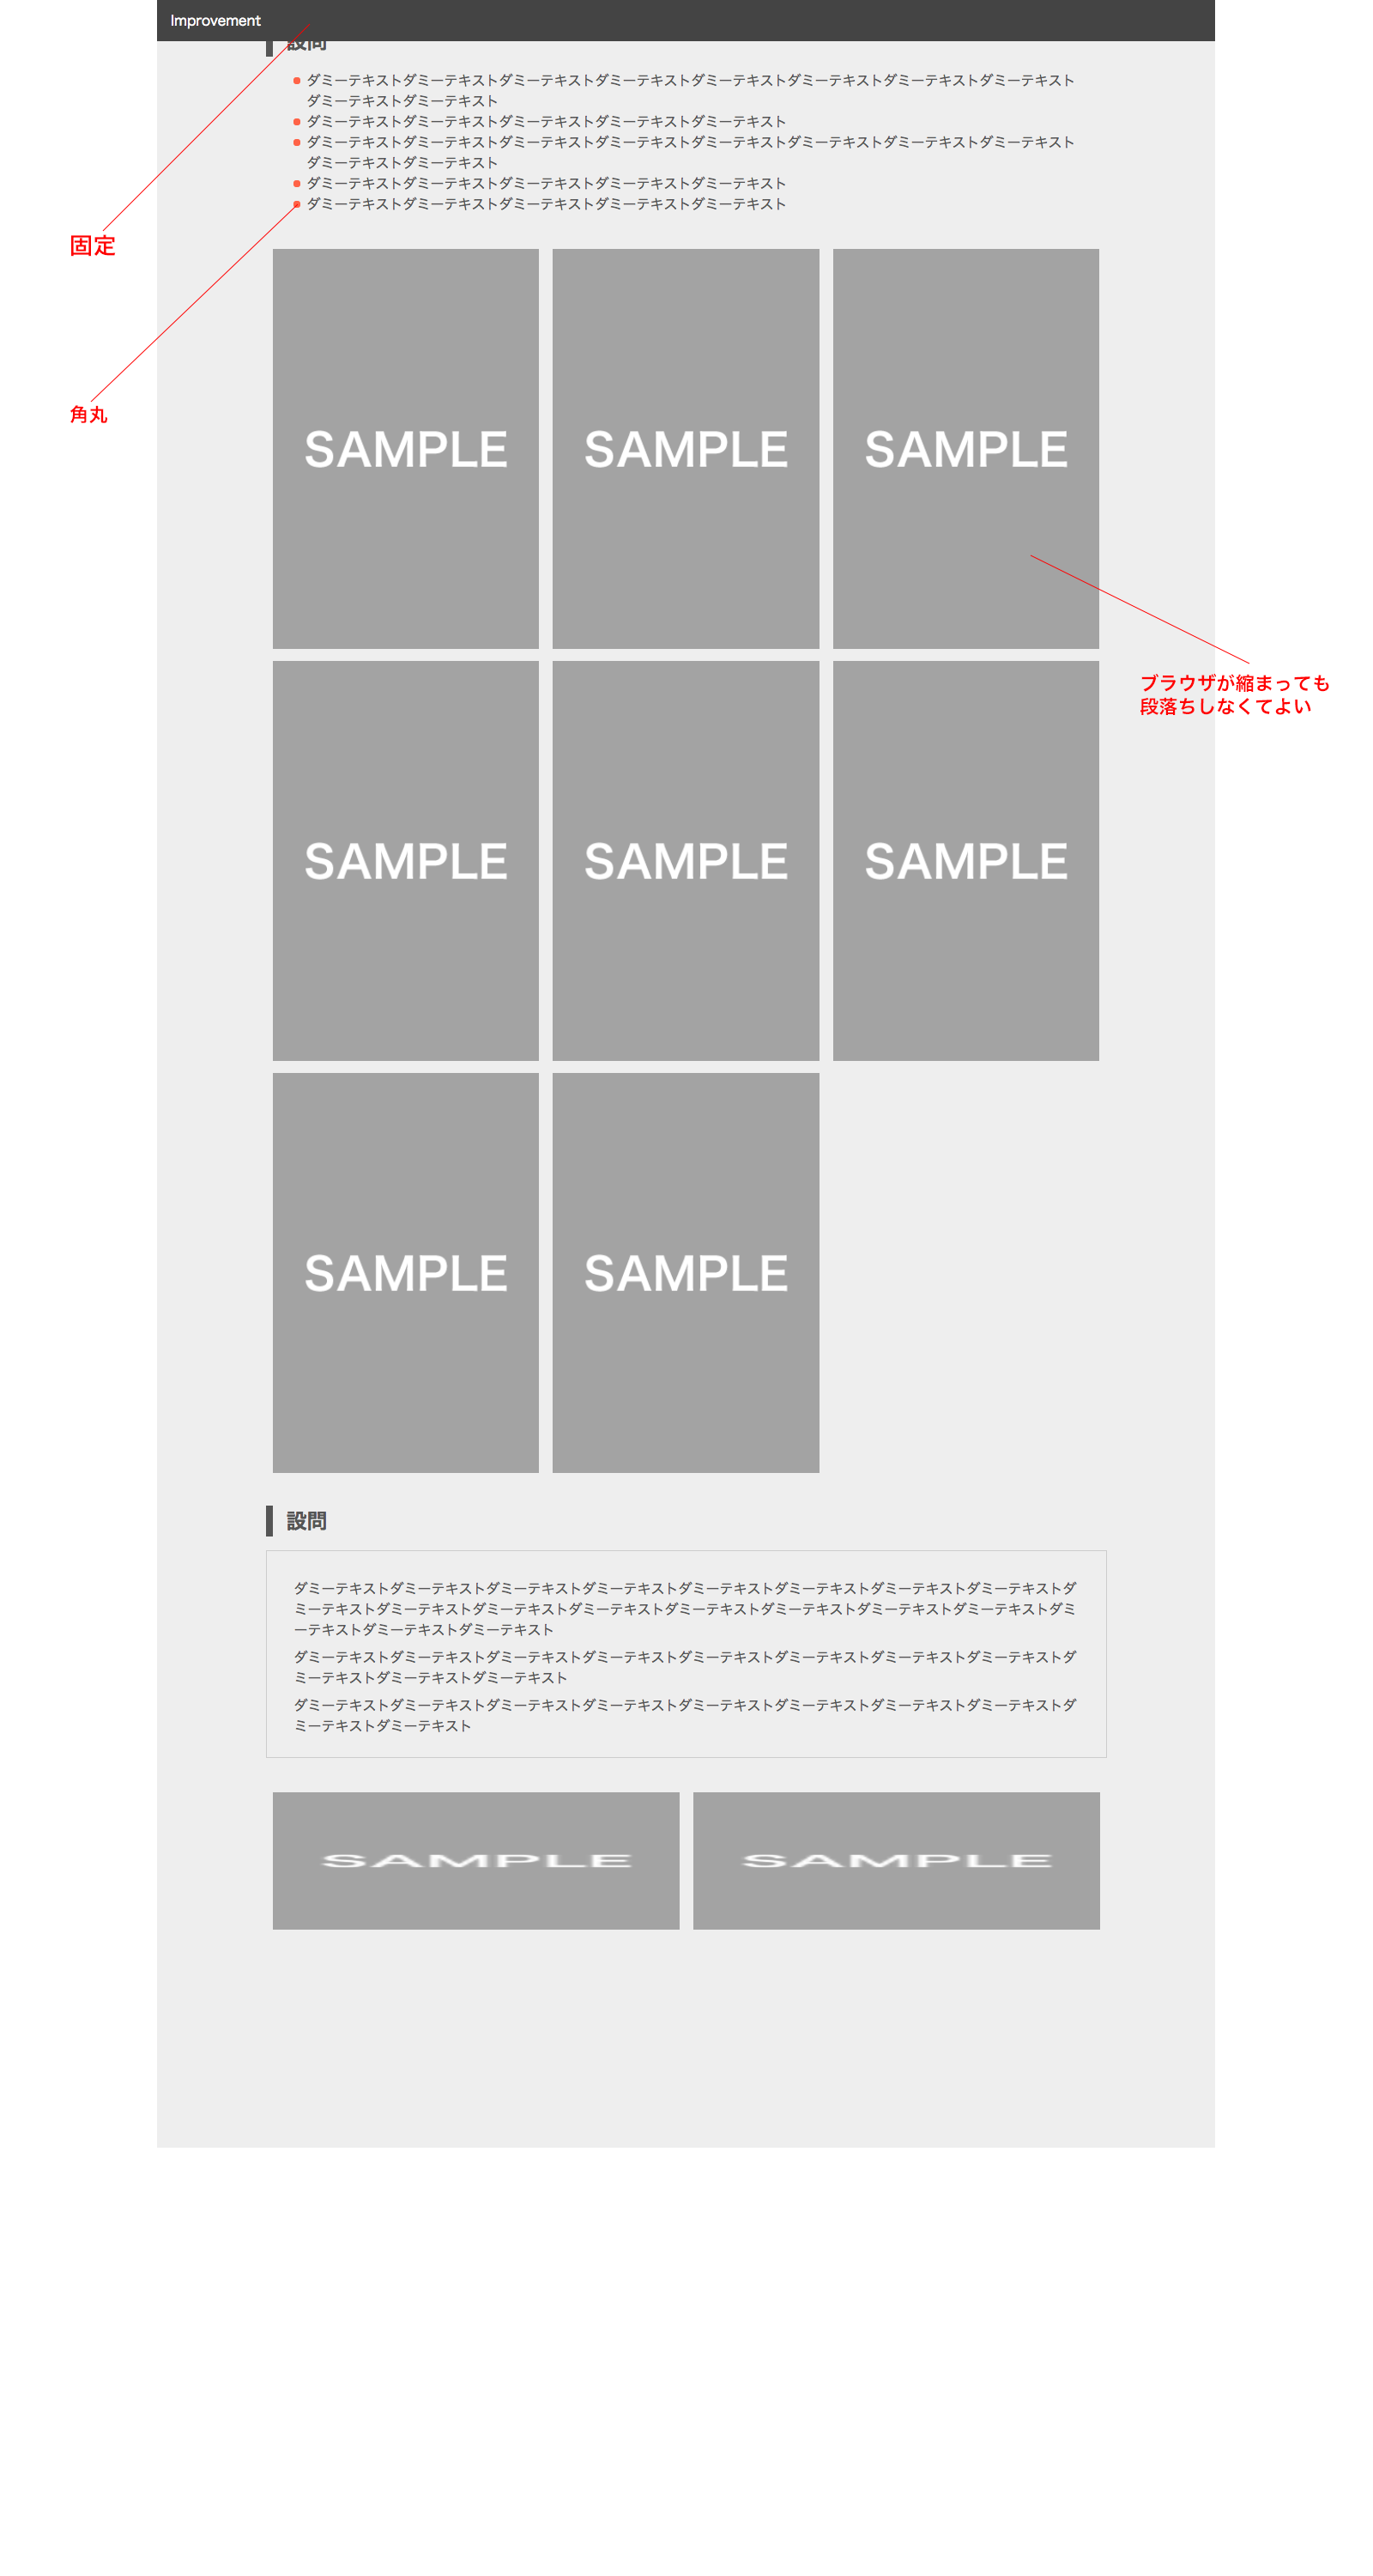 Improvement
設問
ダミーテキストダミーテキストダミーテキストダミーテキストダミーテキストダミーテキストダミーテキストダミーテキスト
ダミーテキストダミーテキスト
ダミーテキストダミーテキストダミーテキストダミーテキストダミーテキスト
ダミーテキストダミーテキストダミーテキストダミーテキストダミーテキストダミーテキストダミーテキストダミーテキスト
ダミーテキストダミーテキスト
ダミーテキストダミーテキストダミーテキストダミーテキストダミーテキスト
ダミーテキストダミーテキストダミーテキストダミーテキストダミーテキスト
固定
角丸
SAMPLE
SAMPLE
SAMPLE
ブラウザが縮まっても
段落ちしなくてよい
SAMPLE
SAMPLE
SAMPLE
SAMPLE
SAMPLE
設問
ダミーテキストダミーテキストダミーテキストダミーテキストダミーテキストダミーテキストダミーテキストダミーテキストダ
ミーテキストダミーテキストダミーテキストダミーテキストダミーテキストダミーテキストダミーテキストダミーテキストダミ
ーテキストダミーテキストダミーテキスト
ダミーテキストダミーテキストダミーテキストダミーテキストダミーテキストダミーテキストダミーテキストダミーテキストダ
ミーテキストダミーテキストダミーテキスト
ダミーテキストダミーテキストダミーテキストダミーテキストダミーテキストダミーテキストダミーテキストダミーテキストダ
ミーテキストダミーテキスト
SAMPLE
SAMPLE